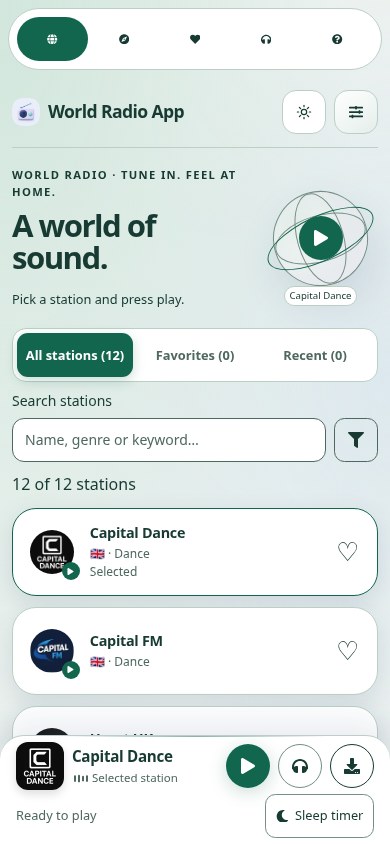 World Radio App
WORLD RADIO · TUNE IN. FEEL AT
HOME.
A world of
sound.
Pick a station and press play.
Capital Dance
All stations (12)
Favorites (0)
Recent (0)
Search stations
Name, genre or keyword...
12 of 12 stations
CAPITAL
DANCE
Capital Dance
· Dance
Selected
CAPITAL
FM
Capital FM
· Dance
CAPITAL
DANCE
Capital Dance
Selected station
Ready to play
Sleep timer